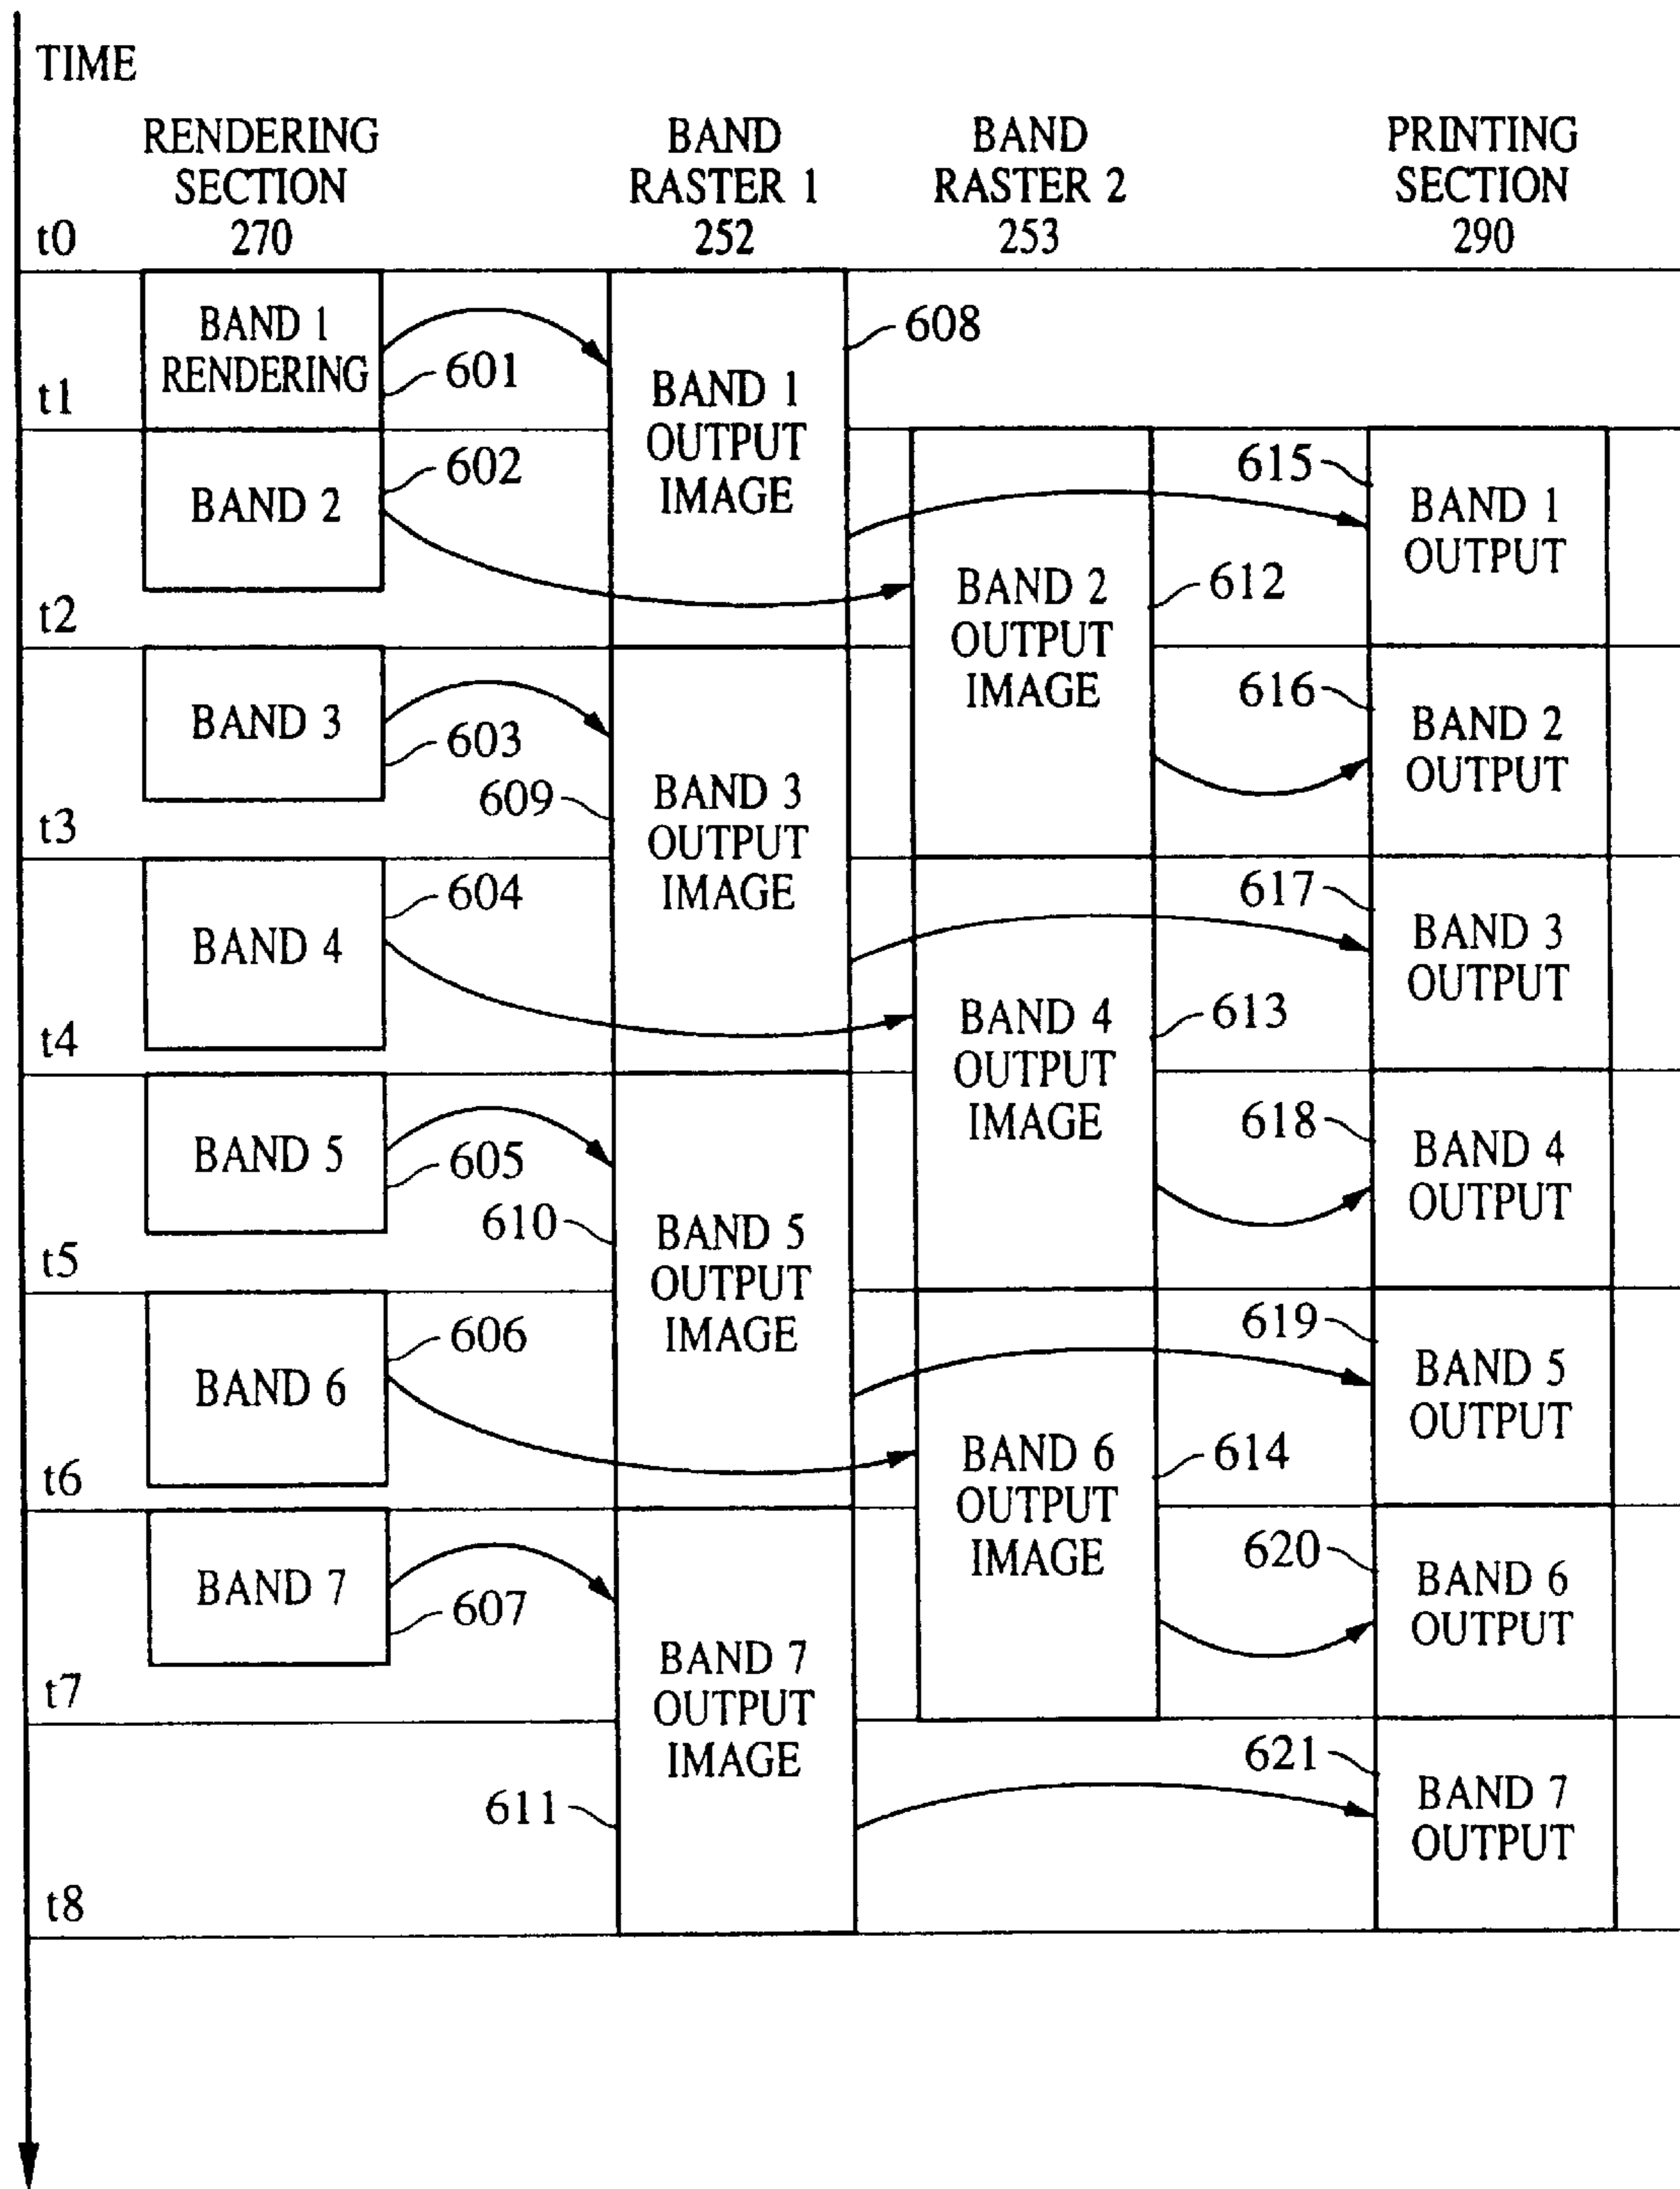 TIME
RENDERING
SECTION
270
BAND
RASTER 1
252
BAND
RASTER 2
253
PRINTING
SECTION
290
t0
BAND 1
RENDERING
601
608
BAND 1
OUTPUT
IMAGE
t1
BAND 2
602
615
BAND 1
OUTPUT
BAND 2
OUTPUT
IMAGE
612
t2
BAND 3
603
616
BAND 2
OUTPUT
609
BAND 3
OUTPUT
IMAGE
t3
BAND 4
604
617
BAND 3
OUTPUT
BAND 4
OUTPUT
IMAGE
613
t4
BAND 5
605
618
BAND 4
OUTPUT
610
BAND 5
OUTPUT
IMAGE
t5
BAND 6
606
619
BAND 5
OUTPUT
BAND 6
OUTPUT
IMAGE
614
t6
BAND 7
607
620
BAND 6
OUTPUT
BAND 7
OUTPUT
IMAGE
t7
611
621
BAND 7
OUTPUT
t8